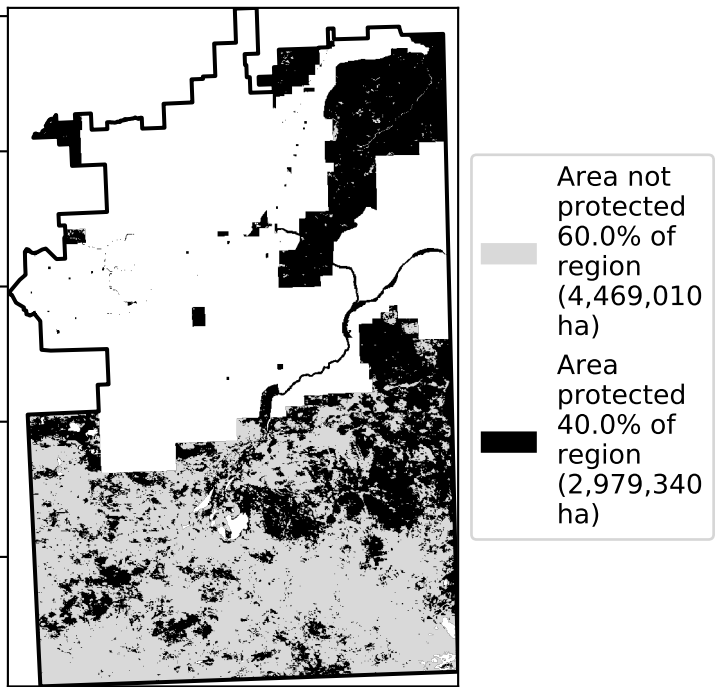 Area not
protected
60.0% of
region
(4,469,010
ha)
Area
protected
40.0% of
region
(2,979,340
ha)